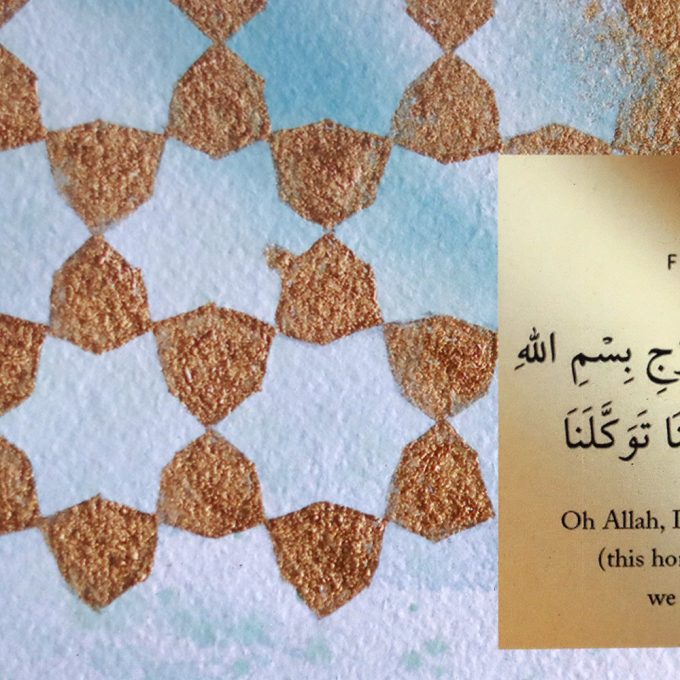 بِسْمِ اللهِ
تَوَكَّلَنَا
Oh Allah, I
(this
we